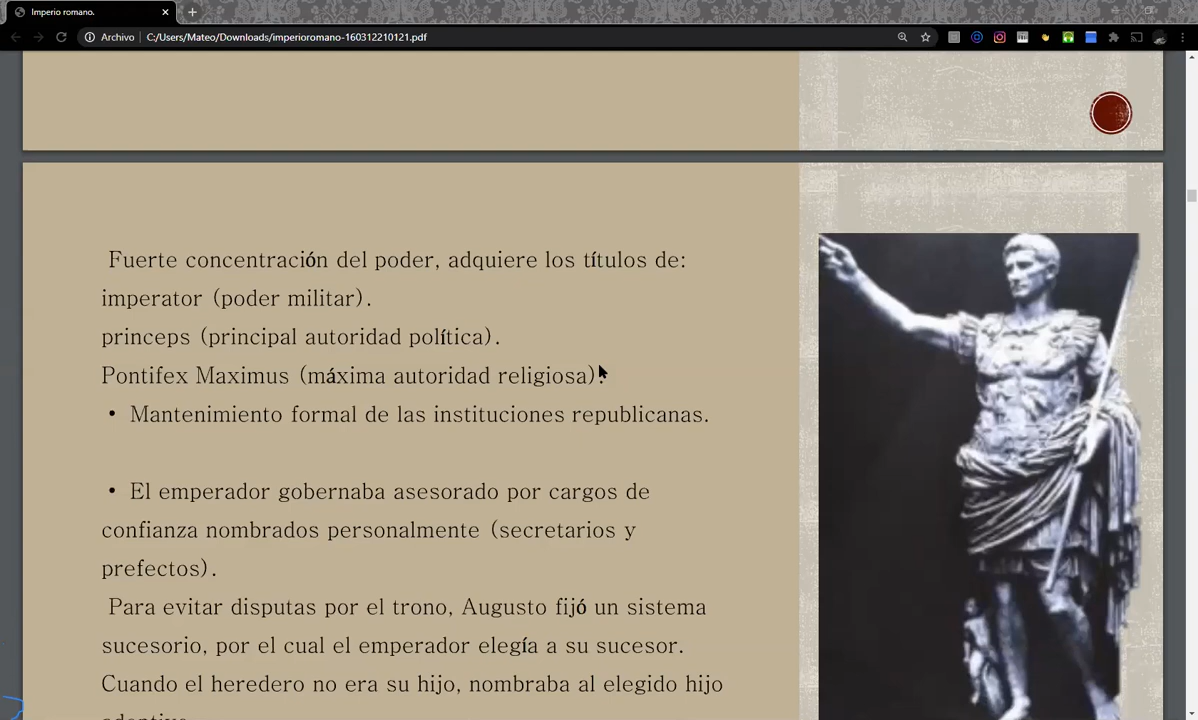 Imperio romano.
Archivo
C:/Users/Mateo/Downloads/imperioromano-160312210121.pdf
Fuerte concentración del poder, adquiere los títulos de:
imperator (poder militar).
princeps (principal autoridad política).
Pontifex Maximus (máxima autoridad religiosa).
• Mantenimiento formal de las instituciones republicanas.
• El emperador gobernaba asesorado por cargos de
confianza nombrados personalmente (secretarios y
prefectos).
Para evitar disputas por el trono, Augusto fijó un sistema
sucesorio, por el cual el emperador elegía a su sucesor.
Cuando el heredero no era su hijo, nombraba al elegido hijo